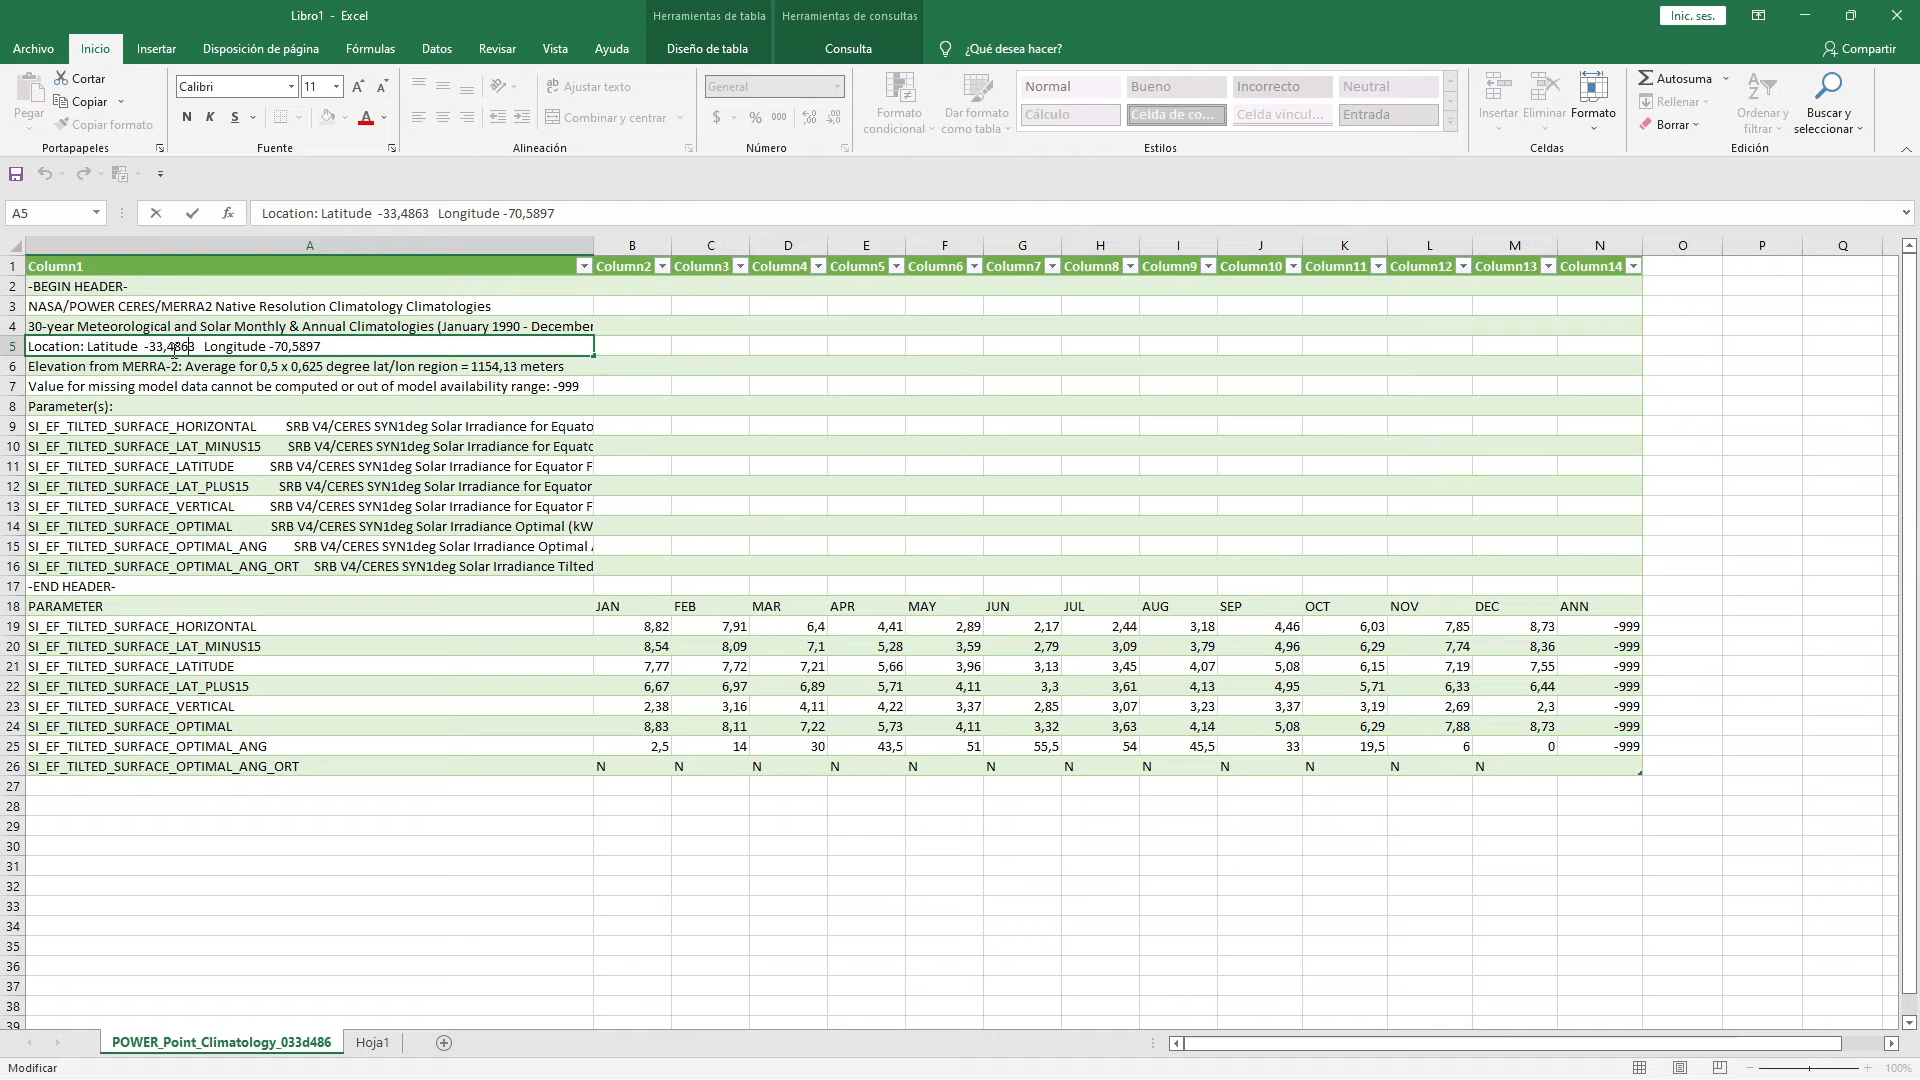 Libro1 - Excel
Herramientas de tabla
Herramientas de consultas
Inic. ses.
Archivo Inicio Insertar Disposición de página Fórmulas Datos Revisar Vista Ayuda Diseño de tabla Consulta ¿Qué desea hacer? Compartir
Pegar
Cortar
Copiar
Copiar formato
Portapapeles
Calibri 11
N K S
Fuente
Ajustar texto
Combinar y centrar
Alineación
General
$ % 000
Número
Formato condicional
Dar formato como tabla
Normal Bueno Incorrecto Neutral
Cálculo Celda de co... Celda vincul... Entrada
Estilos
Insertar Eliminar Formato
Celdas
Autosuma
Rellenar
Borrar
Ordenar y filtrar
Buscar y seleccionar
Edición
A5 fx Location: Latitude -33,4863 Longitude -70,5897
A B C D E F G H I J K L M N O P Q
1 Column1 Column2 Column3 Column4 Column5 Column6 Column7 Column8 Column9 Column10 Column11 Column12 Column13 Column14
2 -BEGIN HEADER-
3 NASA/POWER CERES/MERRA2 Native Resolution Climatology Climatologies
4 30-year Meteorological and Solar Monthly & Annual Climatologies (January 1990 - December
5 Location: Latitude -33,4863 Longitude -70,5897
6 Elevation from MERRA-2: Average for 0,5 x 0,625 degree lat/lon region = 1154,13 meters
7 Value for missing model data cannot be computed or out of model availability range: -999
8 Parameter(s):
9 SI_EF_TILTED_SURFACE_HORIZONTAL SRB V4/CERES SYN1deg Solar Irradiance for Equato
10 SI_EF_TILTED_SURFACE_LAT_MINUS15 SRB V4/CERES SYN1deg Solar Irradiance for Equato
11 SI_EF_TILTED_SURFACE_LATITUDE SRB V4/CERES SYN1deg Solar Irradiance for Equator F
12 SI_EF_TILTED_SURFACE_LAT_PLUS15 SRB V4/CERES SYN1deg Solar Irradiance for Equator
13 SI_EF_TILTED_SURFACE_VERTICAL SRB V4/CERES SYN1deg Solar Irradiance for Equator F
14 SI_EF_TILTED_SURFACE_OPTIMAL SRB V4/CERES SYN1deg Solar Irradiance Optimal (kW
15 SI_EF_TILTED_SURFACE_OPTIMAL_ANG SRB V4/CERES SYN1deg Solar Irradiance Optimal
16 SI_EF_TILTED_SURFACE_OPTIMAL_ANG_ORT SRB V4/CERES SYN1deg Solar Irradiance Tilted
17 -END HEADER-
18 PARAMETER JAN FEB MAR APR MAY JUN JUL AUG SEP OCT NOV DEC ANN
19 SI_EF_TILTED_SURFACE_HORIZONTAL 8,82 7,91 6,4 4,41 2,89 2,17 2,44 3,18 4,46 6,03 7,85 8,73 -999
20 SI_EF_TILTED_SURFACE_LAT_MINUS15 8,54 8,09 7,1 5,28 3,59 2,79 3,09 3,79 4,96 6,29 7,74 8,36 -999
21 SI_EF_TILTED_SURFACE_LATITUDE 7,77 7,72 7,21 5,66 3,96 3,13 3,45 4,07 5,08 6,15 7,19 7,55 -999
22 SI_EF_TILTED_SURFACE_LAT_PLUS15 6,67 6,97 6,89 5,71 4,11 3,3 3,61 4,13 4,95 5,71 6,33 6,44 -999
23 SI_EF_TILTED_SURFACE_VERTICAL 2,38 3,16 4,11 4,22 3,37 2,85 3,07 3,23 3,37 3,19 2,69 2,3 -999
24 SI_EF_TILTED_SURFACE_OPTIMAL 8,83 8,11 7,22 5,73 4,11 3,32 3,63 4,14 5,08 6,29 7,88 8,73 -999
25 SI_EF_TILTED_SURFACE_OPTIMAL_ANG 2,5 14 30 43,5 51 55,5 54 45,5 33 19,5 6 0 -999
26 SI_EF_TILTED_SURFACE_OPTIMAL_ANG_ORT N N N N N N N N N N N N
27
28
29
30
31
32
33
34
35
36
37
38
39
POWER_Point_Climatology_033d486 Hoja1
Modificar 100%